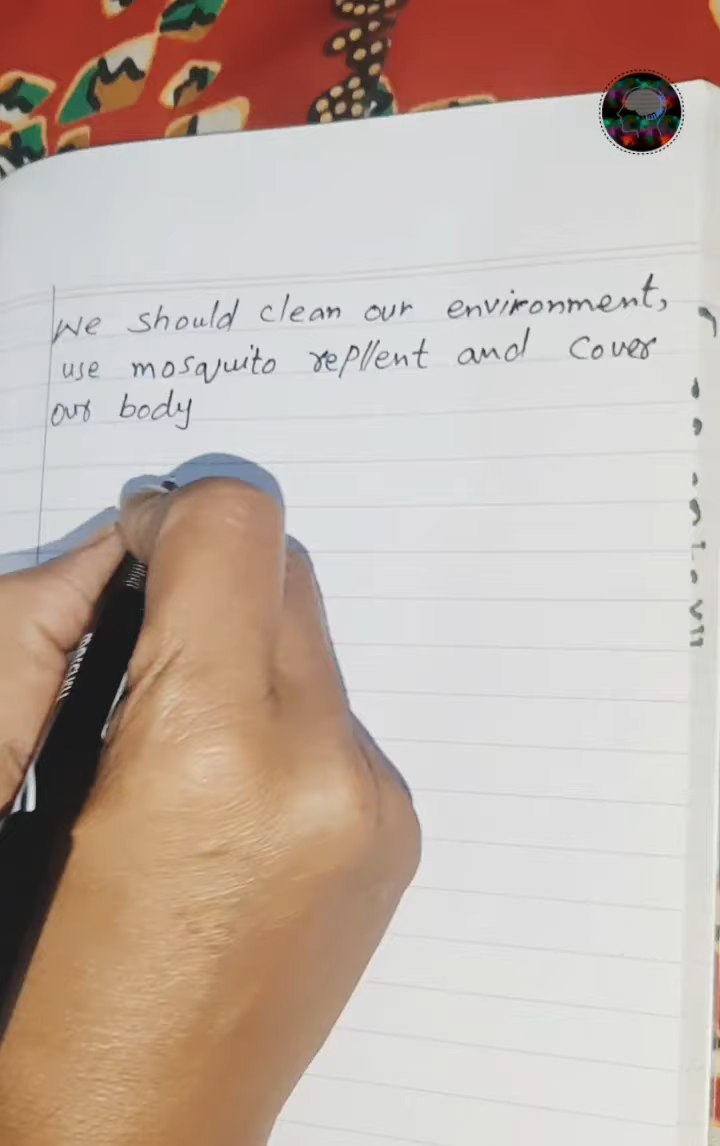 We should clean our environment,
use mosquito repllent and cover
our body